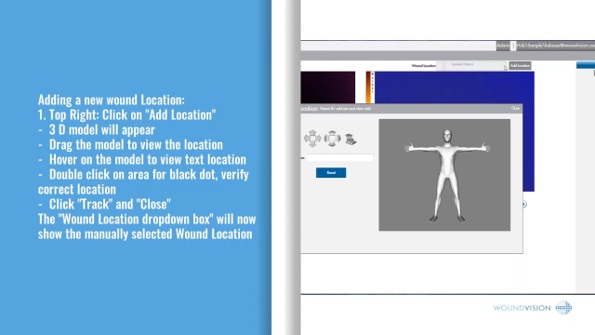 Adding a new wound Location:
1. Top Right: Click on "Add Location"
- 3 D model will appear
- Drag the model to view the location
- Hover on the model to view text location
- Double click on area for black dot, verify
correct location
- Click "Track" and "Close"
The "Wound Location dropdown box" will now
show the manually selected Wound Location
Admin
Wound Location
Add Location
Close
Reset
WOUNDVISION